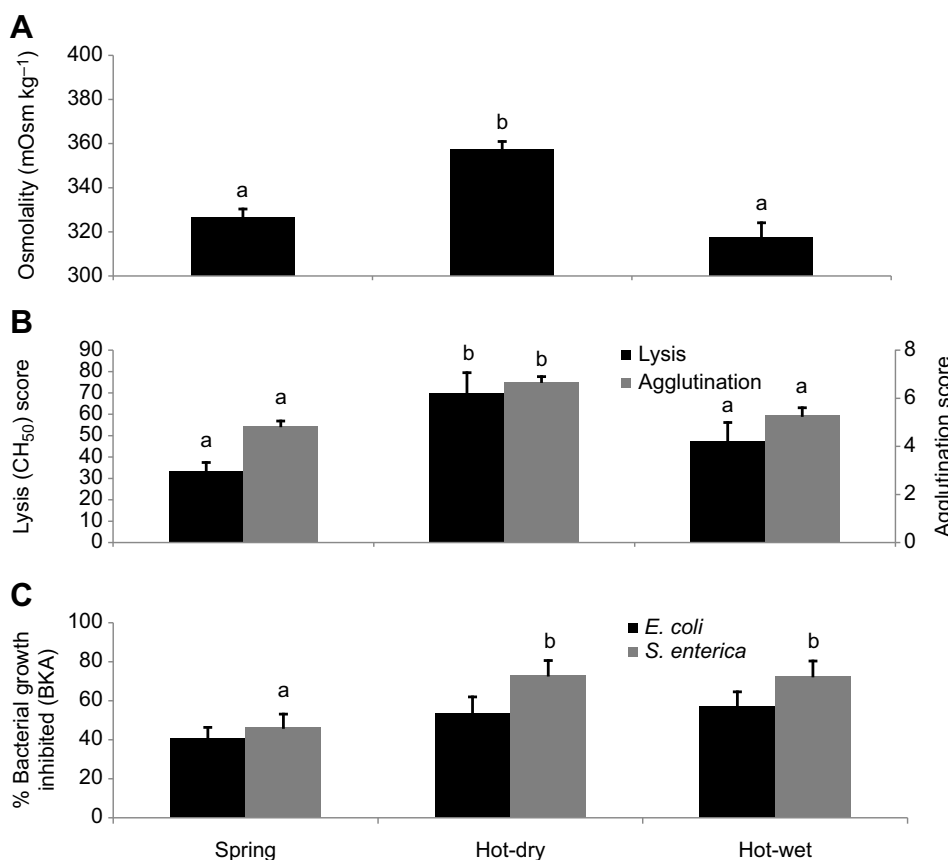 A
Osmolality (mOsm kg⁻¹)
400
380
360
340
320
300
a
b
a
B
Lysis (CH₅₀) score
90
80
70
60
50
40
30
20
10
0
a
a
b
b
a
a
Lysis
Agglutination
8
6
4
2
0
Agglutination score
C
% Bacterial growth
inhibited (BKA)
100
80
60
40
20
0
a
b
b
E. coli
S. enterica
Spring
Hot-dry
Hot-wet